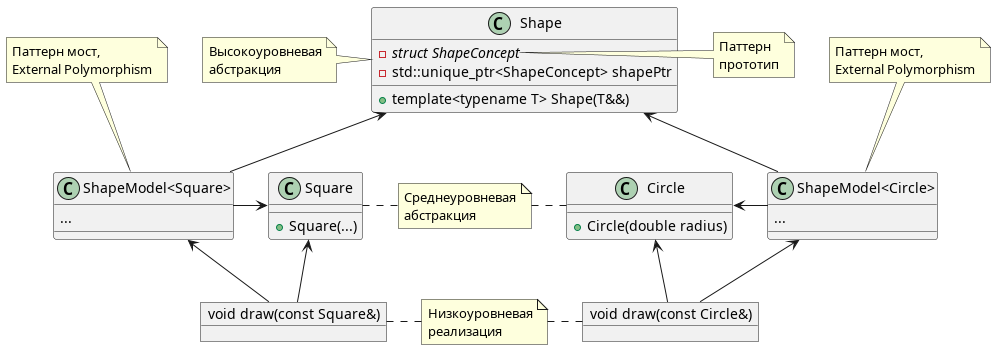 C Shape
struct ShapeConcept
std::unique_ptr<ShapeConcept> shapePtr
template<typename T> Shape(T&&)
Паттерн мост,
External Polymorphism
Высокоуровневая
абстракция
Паттерн
прототип
Паттерн мост,
External Polymorphism
C ShapeModel<Square>
...
C Square
Square(...)
Среднеуровневая
абстракция
C Circle
Circle(double radius)
C ShapeModel<Circle>
...
void draw(const Square&)
Низкоуровневая
реализация
void draw(const Circle&)